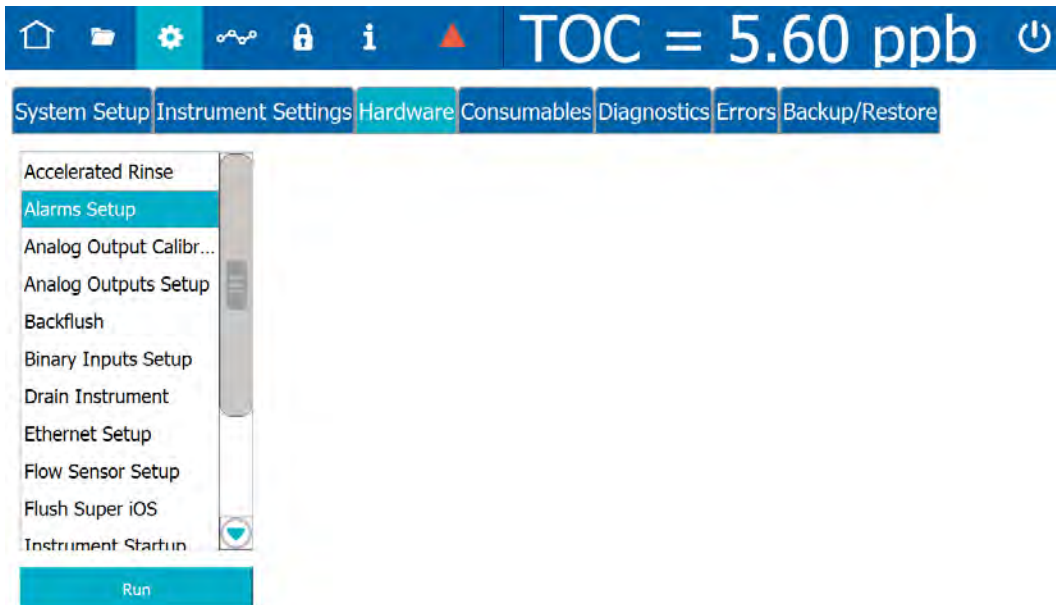 TOC = 5.60 ppb
System Setup Instrument Settings Hardware Consumables Diagnostics Errors Backup/Restore
Accelerated Rinse
Alarms Setup
Analog Output Calibr...
Analog Outputs Setup
Backflush
Binary Inputs Setup
Drain Instrument
Ethernet Setup
Flow Sensor Setup
Flush Super iOS
Instrument Startup
Run